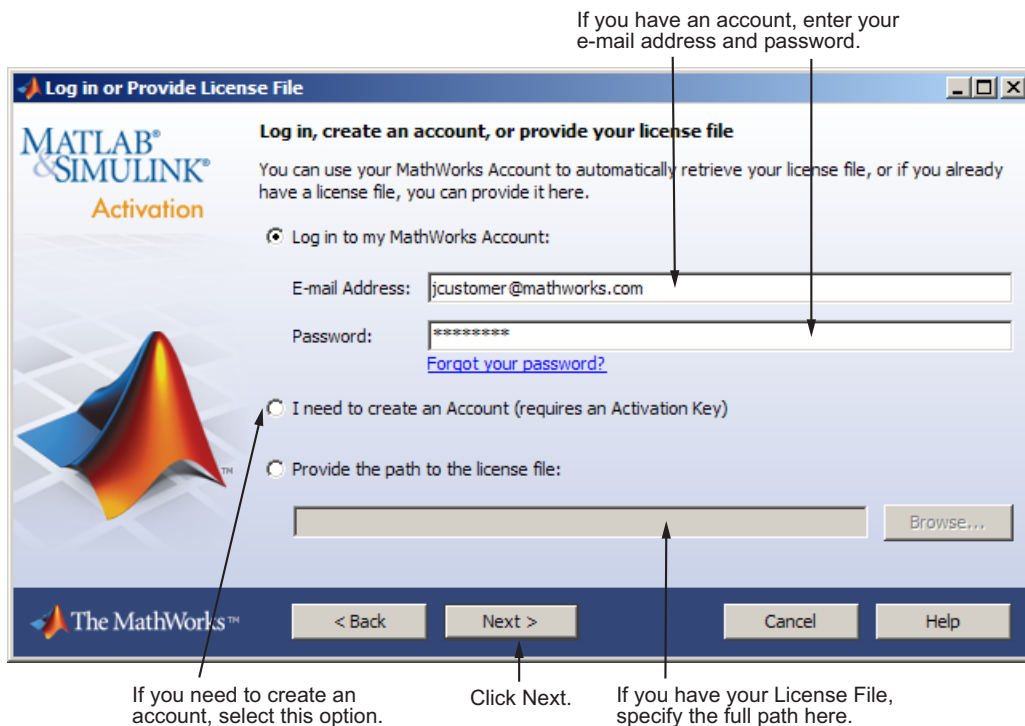 If you have an account, enter your
e-mail address and password.
Log in or Provide License File
MATLAB®
&SIMULINK®
Activation
Log in, create an account, or provide your license file
You can use your MathWorks Account to automatically retrieve your license file, or if you already
have a license file, you can provide it here.
Log in to my MathWorks Account:
E-mail Address: jcustomer@mathworks.com
Password: ********
Forgot your password?
I need to create an Account (requires an Activation Key)
TM
Provide the path to the license file:
Browse...
The MathWorks™ < Back Next > Cancel Help
If you need to create an
account, select this option.
Click Next.
If you have your License File,
specify the full path here.